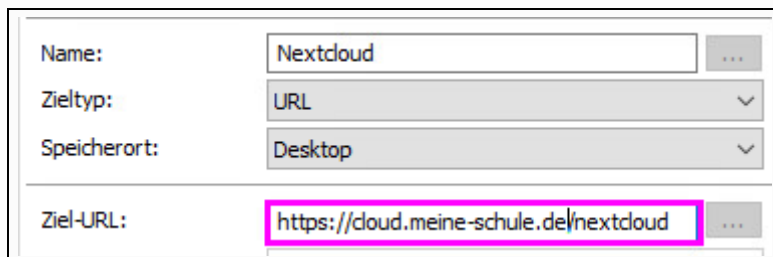 Name: Nextcloud ...
Zieltyp: URL
Speicherort: Desktop
Ziel-URL: https://cloud.meine-schule.de/nextcloud ...